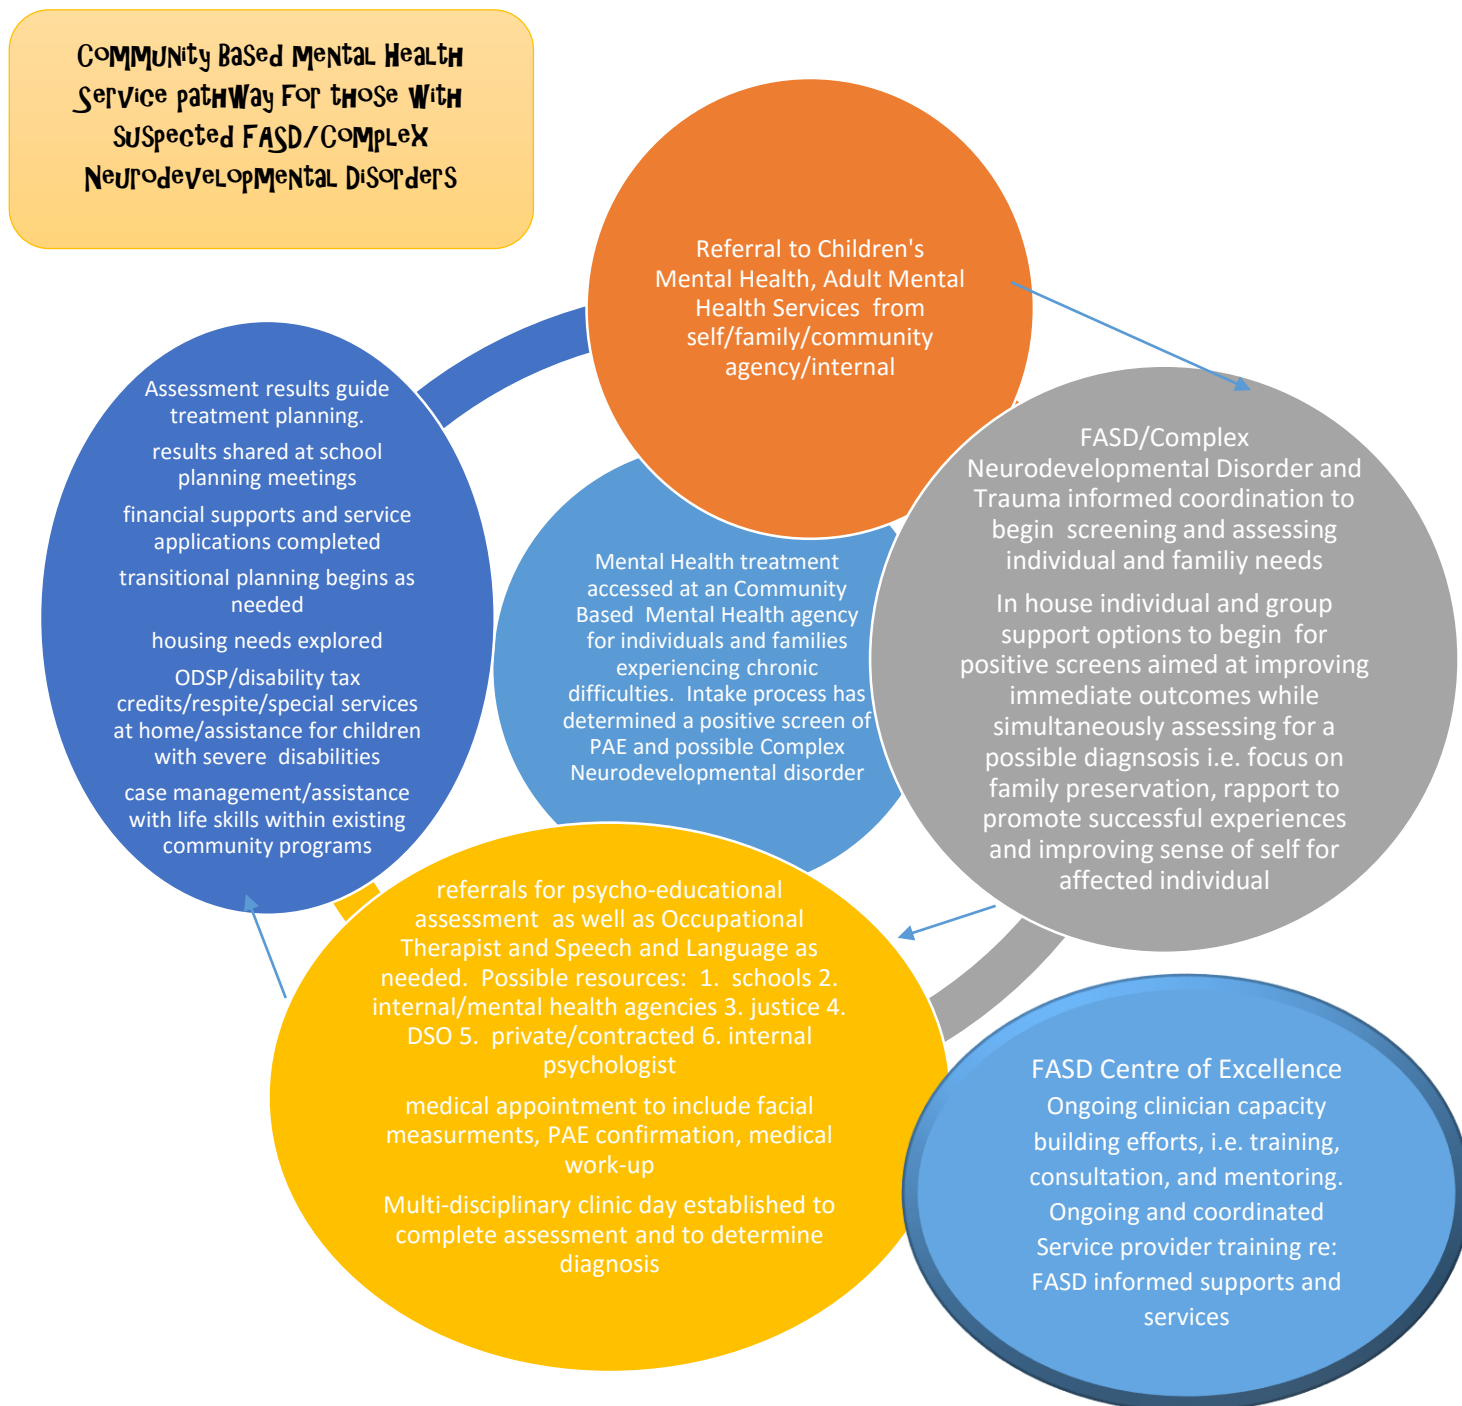 Community Based Mental Health
Service pathway For those with
suspected FASD/Complex
Neurodevelopmental Disorders
Referral to Children's
Mental Health, Adult Mental
Health Services  from
self/family/community
agency/internal
FASD/Complex
Neurodevelopmental Disorder and
Trauma informed coordination to
begin  screening and assessing
individual and familiy needs
In house individual and group
support options to begin  for
positive screens aimed at improving
immediate outcomes while
simultaneously assessing for a
possible diagnsosis i.e. focus on
family preservation, rapport to
promote successful experiences
and improving sense of self for
affected individual
referrals for psycho-educational
assessment  as well as Occupational
Therapist and Speech and Language as
needed.  Possible resources:  1.  schools 2.
internal/mental health agencies 3. justice 4.
DSO 5.  private/contracted 6. internal
psychologist
medical appointment to include facial
measurments, PAE confirmation, medical
work-up
Multi-disciplinary clinic day established to
complete assessment and to determine
diagnosis
Assessment results guide
treatment planning.
results shared at school
planning meetings
financial supports and service
applications completed
transitional planning begins as
needed
housing needs explored
ODSP/disability tax
credits/respite/special services
at home/assistance for children
with severe  disabilities
case management/assistance
with life skills within existing
community programs
Mental Health treatment
accessed at an Community
Based  Mental Health agency
for individuals and families
experiencing chronic
difficulties.  Intake process has
determined a positive screen of
PAE and possible Complex
Neurodevelopmental disorder
FASD Centre of Excellence
Ongoing clinician capacity
building efforts, i.e. training,
consultation, and mentoring.
Ongoing and coordinated
Service provider training re:
FASD informed supports and
services